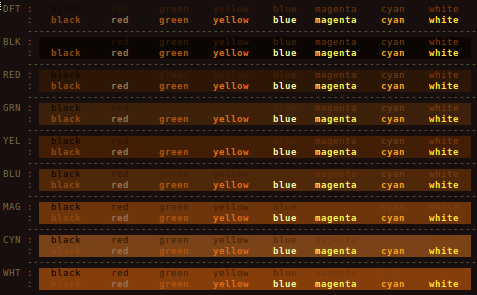 DFT : black red green yellow blue magenta cyan white
: black red green yellow blue magenta cyan white
BLK : black red green yellow blue magenta cyan white
: black red green yellow blue magenta cyan white
RED : black red green yellow blue magenta cyan white
: black red green yellow blue magenta cyan white
GRN : black red green yellow blue magenta cyan white
: black red green yellow blue magenta cyan white
YEL : black red green yellow blue magenta cyan white
: black red green yellow blue magenta cyan white
BLU : black red green yellow blue magenta cyan white
: black red green yellow blue magenta cyan white
MAG : black red green yellow blue magenta cyan white
: black red green yellow blue magenta cyan white
CYN : black red green yellow blue magenta
: black red green yellow blue magenta cyan white
WHT : black red green yellow blue magenta cyan white
: black red green yellow blue magenta cyan white